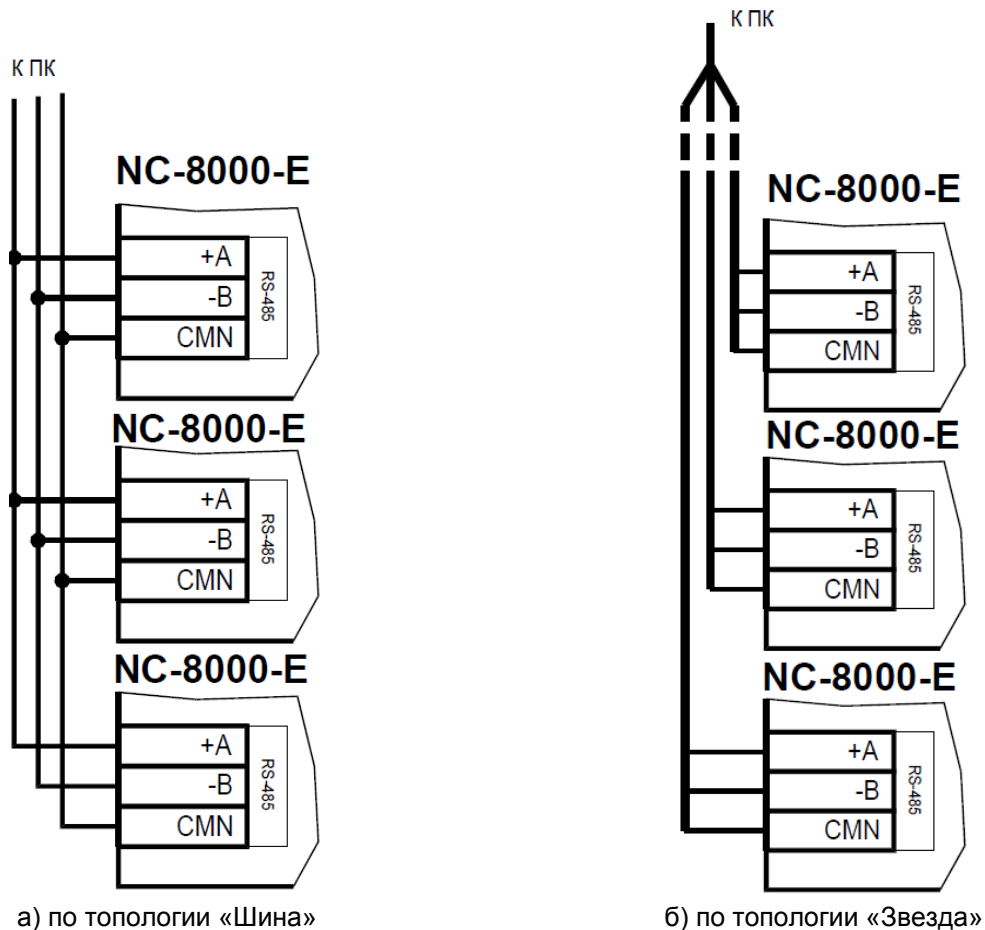 К ПК
NC-8000-E
+A
-B
CMN
RS-485
NC-8000-E
+A
-B
CMN
RS-485
NC-8000-E
+A
-B
CMN
RS-485
а) по топологии «Шина»
К ПК
NC-8000-E
+A
-B
CMN
RS-485
NC-8000-E
+A
-B
CMN
RS-485
NC-8000-E
+A
-B
CMN
RS-485
б) по топологии «Звезда»